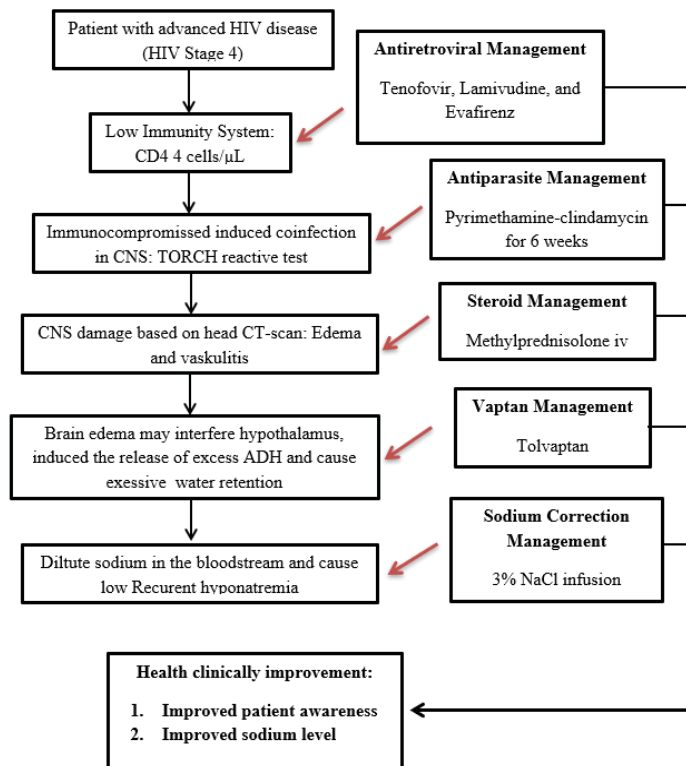 Patient with advanced HIV disease
(HIV Stage 4)
Antiretroviral Management
Tenofovir, Lamivudine, and
Evafirenz
Low Immunity System:
CD4 4 cells/µL
Antiparasite Management
Pyrimethamine-clindamycin
for 6 weeks
Immunocompromissed induced coinfection
in CNS: TORCH reactive test
Steroid Management
Methylprednisolone iv
CNS damage based on head CT-scan: Edema
and vaskulitis
Vaptan Management
Tolvaptan
Brain edema may interfere hypothalamus,
induced the release of excess ADH and cause
exessive water retention
Sodium Correction
Management
3% NaCl infusion
Diltute sodium in the bloodstream and cause
low Recurent hyponatremia
Health clinically improvement:
1. Improved patient awareness
2. Improved sodium level